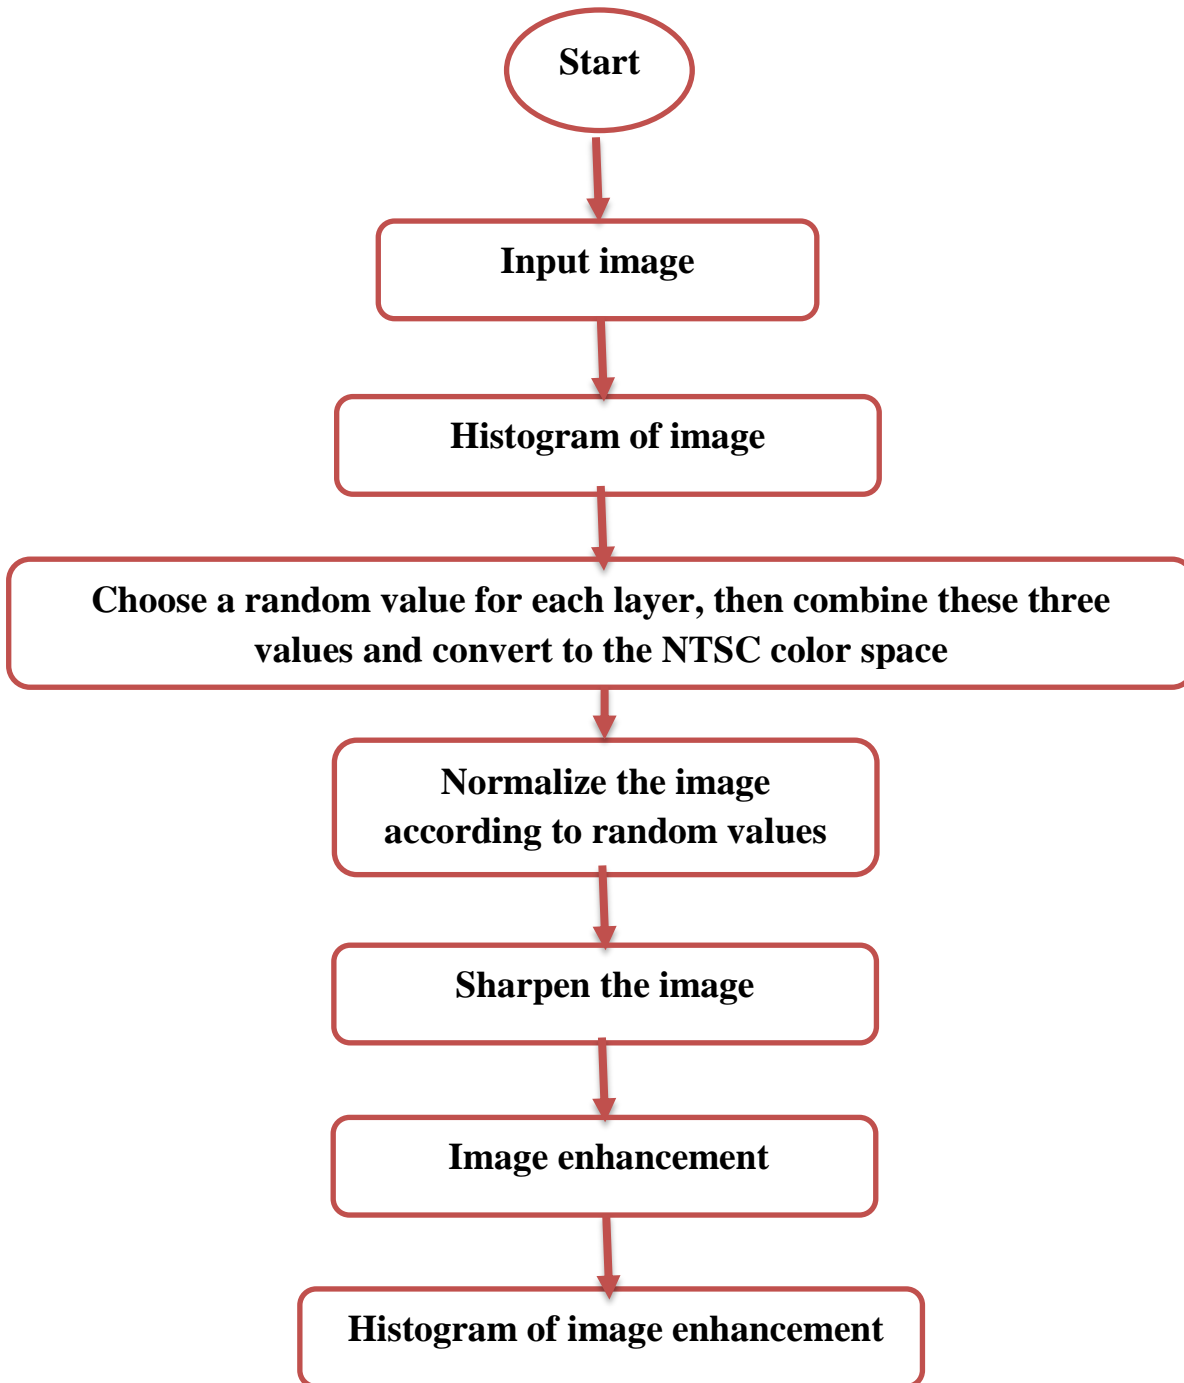 Start
Input image
Histogram of image
Choose a random value for each layer, then combine these three
values and convert to the NTSC color space
Normalize the image
according to random values
Sharpen the image
Image enhancement
Histogram of image enhancement